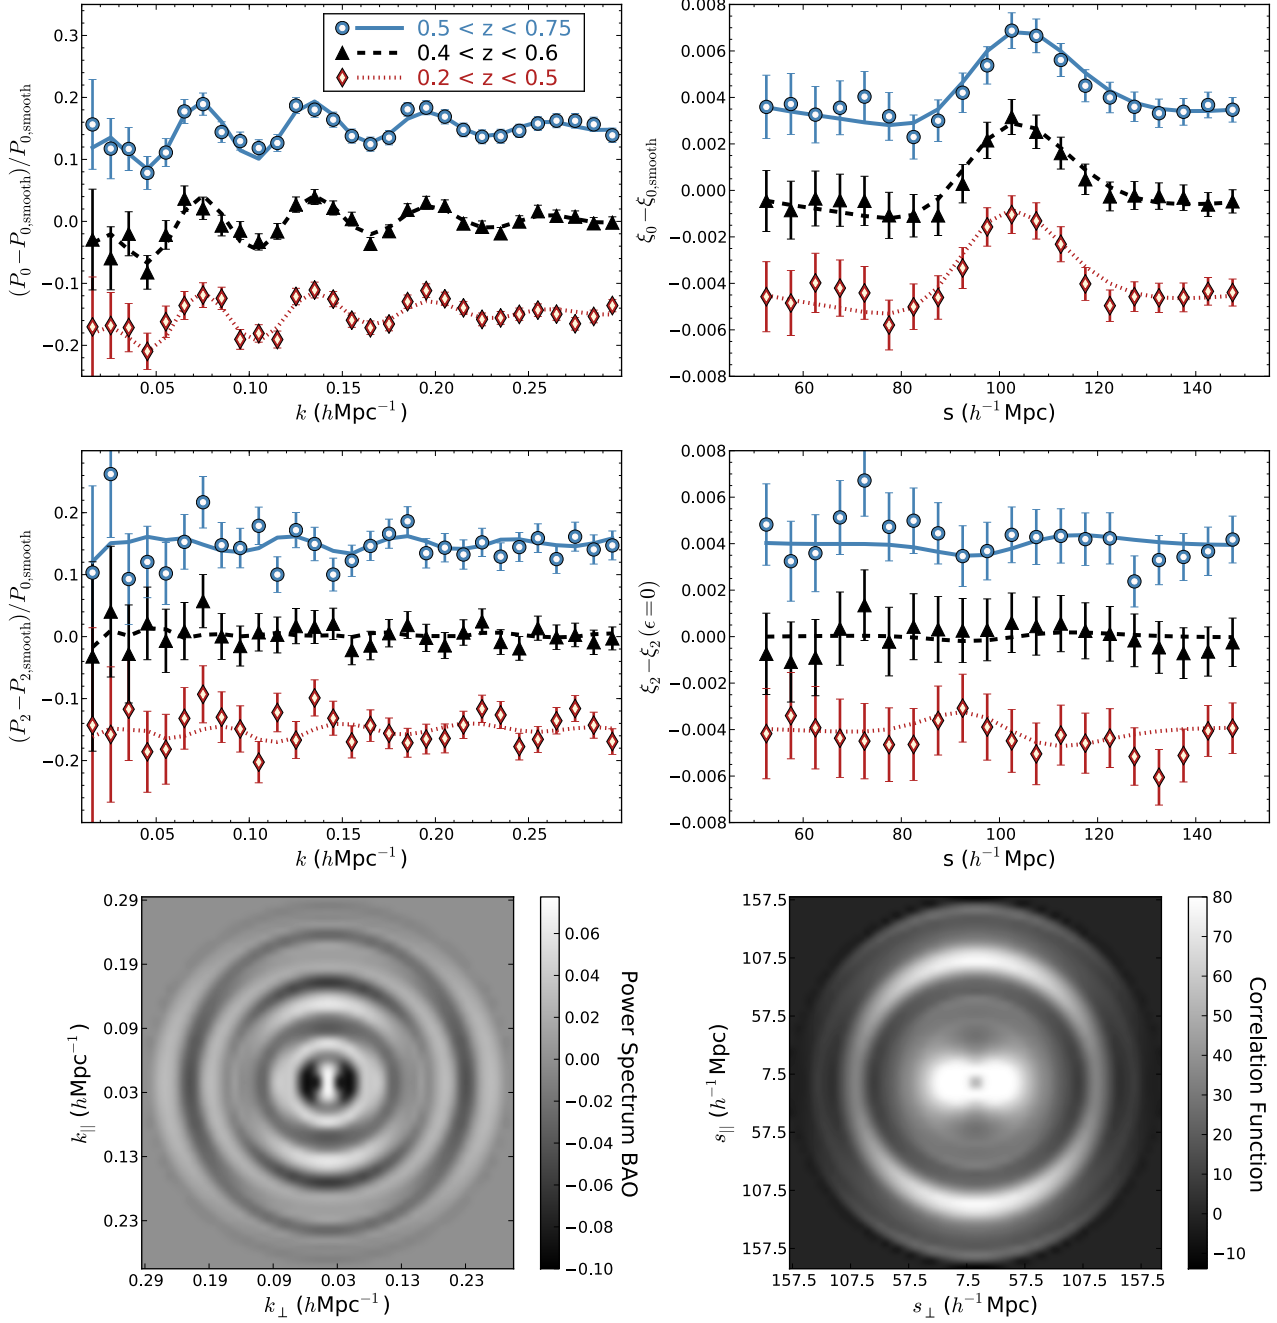 0.5 < z < 0.75
0.4 < z < 0.6
0.2 < z < 0.5
(P₀−P₀,smooth)/P₀,smooth
0.3
0.2
0.1
0.0
−0.1
−0.2
0.05 0.10 0.15 0.20 0.25
k (hMpc⁻¹)
ξ₀−ξ₀,smooth
0.008
0.006
0.004
0.002
0.000
−0.002
−0.004
−0.006
−0.008
60 80 100 120 140
s (h⁻¹Mpc)
(P₂−P₂,smooth)/P₀,smooth
0.2
0.1
0.0
−0.1
−0.2
0.05 0.10 0.15 0.20 0.25
k (hMpc⁻¹)
ξ₂−ξ₂(ϵ=0)
0.008
0.006
0.004
0.002
0.000
−0.002
−0.004
−0.006
−0.008
60 80 100 120 140
s (h⁻¹Mpc)
k|| (hMpc⁻¹)
0.29
0.19
0.09
0.03
0.13
0.23
0.29 0.19 0.09 0.03 0.13 0.23
k⊥ (hMpc⁻¹)
0.06
0.04
0.02
0.00
−0.02
−0.04
−0.06
−0.08
−0.10
Power Spectrum BAO
s|| (h⁻¹Mpc)
157.5
107.5
57.5
7.5
57.5
107.5
157.5
157.5 107.5 57.5 7.5 57.5 107.5 157.5
s⊥ (h⁻¹Mpc)
80
70
60
50
40
30
20
10
0
−10
Correlation Function